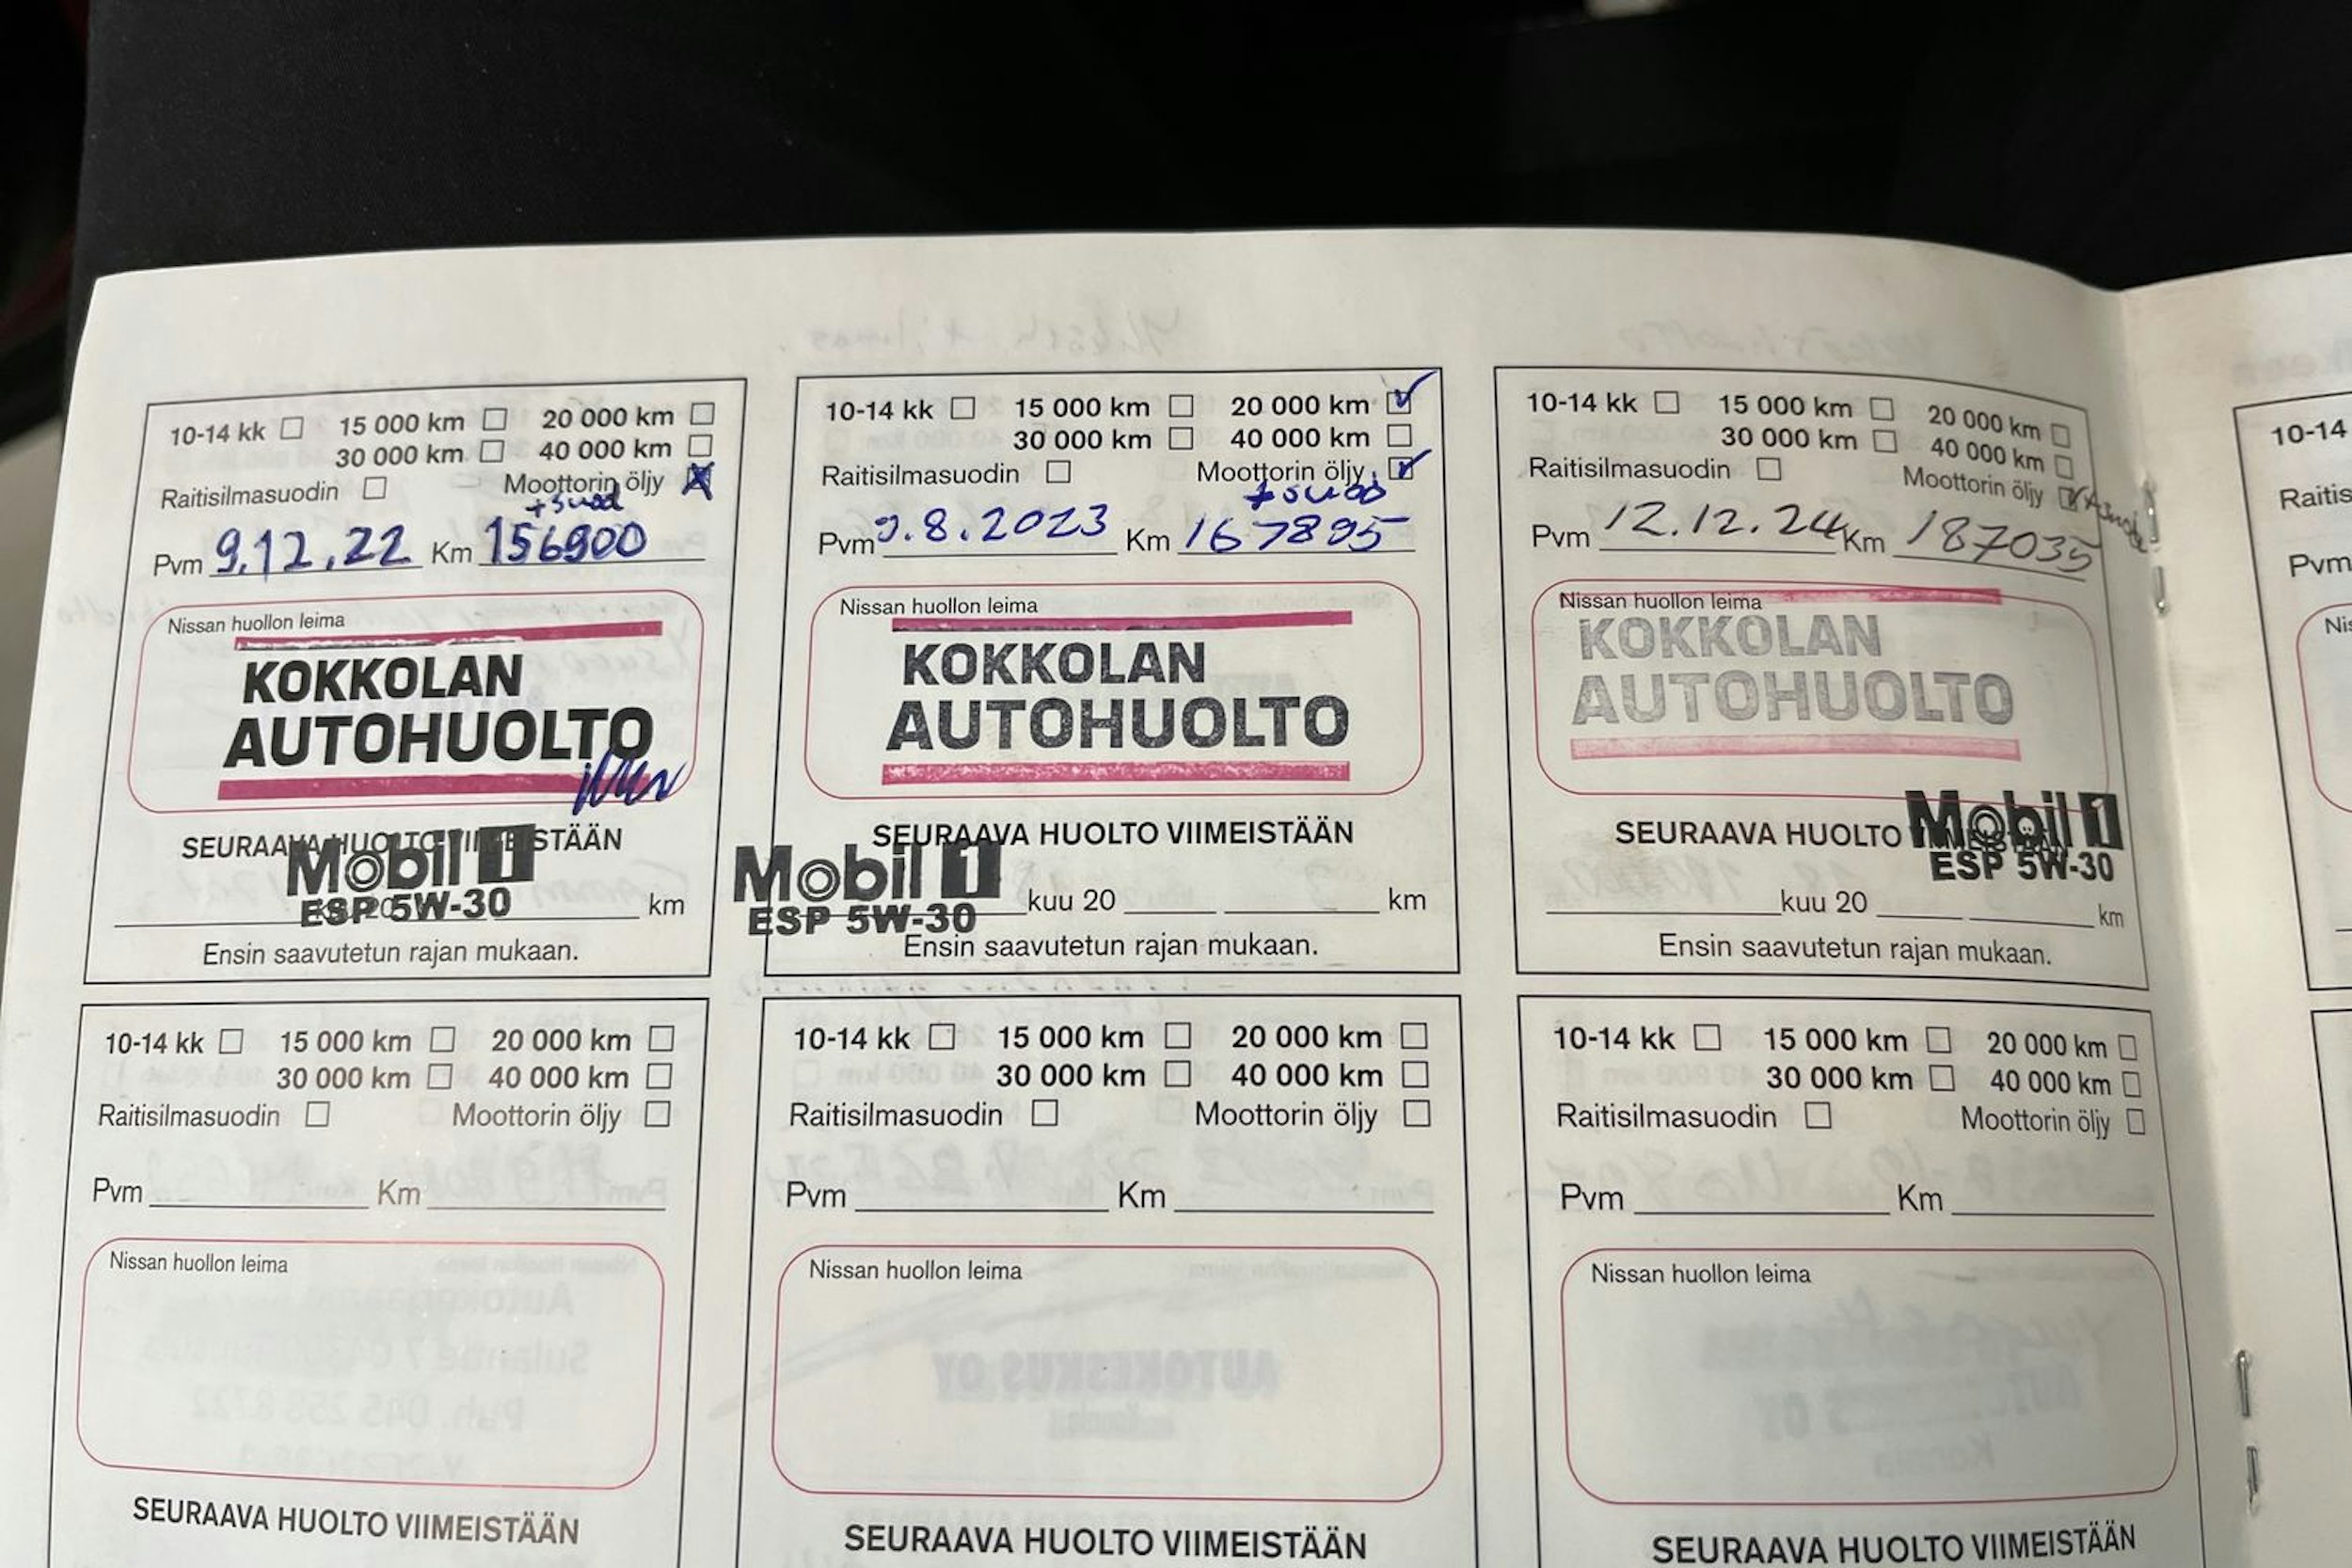 10-14 kk 15 000 km 20 000 km
30 000 km 40 000 km
Raitisilmasuodin Moottorin öljy
+ suod
Pvm 9.12.22 Km 156900
Nissan huollon leima
KOKKOLAN
AUTOHUOLTO
SEURAAVA HUOLTO VIIMEISTÄÄN
Mobil 1
ESP 5W-30
km
Ensin saavutetun rajan mukaan.
10-14 kk 15 000 km 20 000 km
30 000 km 40 000 km
Raitisilmasuodin Moottorin öljy
+ suod
Pvm 9.8.2023 Km 167895
Nissan huollon leima
KOKKOLAN
AUTOHUOLTO
SEURAAVA HUOLTO VIIMEISTÄÄN
Mobil 1
ESP 5W-30
kuu 20 km
Ensin saavutetun rajan mukaan.
10-14 kk 15 000 km 20 000 km
30 000 km 40 000 km
Raitisilmasuodin Moottorin öljy
Pvm 12.12.24 Km 187035
Nissan huollon leima
KOKKOLAN
AUTOHUOLTO
SEURAAVA HUOLTO
Mobil 1
ESP 5W-30
kuu 20 km
Ensin saavutetun rajan mukaan.
10-14
Pvm
10-14 kk 15 000 km 20 000 km
30 000 km 40 000 km
Raitisilmasuodin Moottorin öljy
Pvm Km
Nissan huollon leima
SEURAAVA HUOLTO VIIMEISTÄÄN
10-14 kk 15 000 km 20 000 km
30 000 km 40 000 km
Raitisilmasuodin Moottorin öljy
Pvm Km
Nissan huollon leima
SEURAAVA HUOLTO VIIMEISTÄÄN
10-14 kk 15 000 km 20 000 km
30 000 km 40 000 km
Raitisilmasuodin Moottorin öljy
Pvm Km
Nissan huollon leima
SEURAAVA HUOLTO VIIMEISTÄÄN